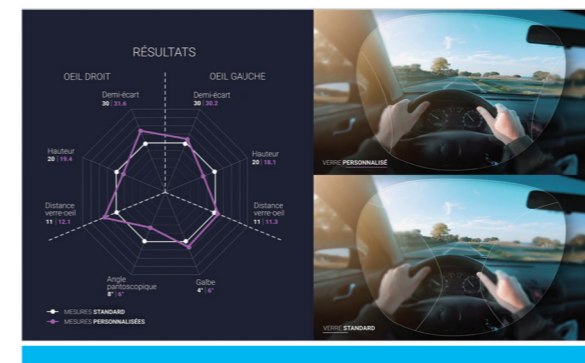 RÉSULTATS
OEIL DROIT
OEIL GAUCHE
Demi-écart
30 | 31.6
Demi-écart
30 | 30.2
Hauteur
20 | 19.4
Hauteur
20 | 18.1
Distance
verre-oeil
11 | 12.1
Distance
verre-oeil
11 | 11.3
Angle
pantoscopique
8° | 6°
Galbe
4° | 6°
MESURES STANDARD
MESURES PERSONNALISÉES
VERRE PERSONNALISÉ
VERRE STANDARD